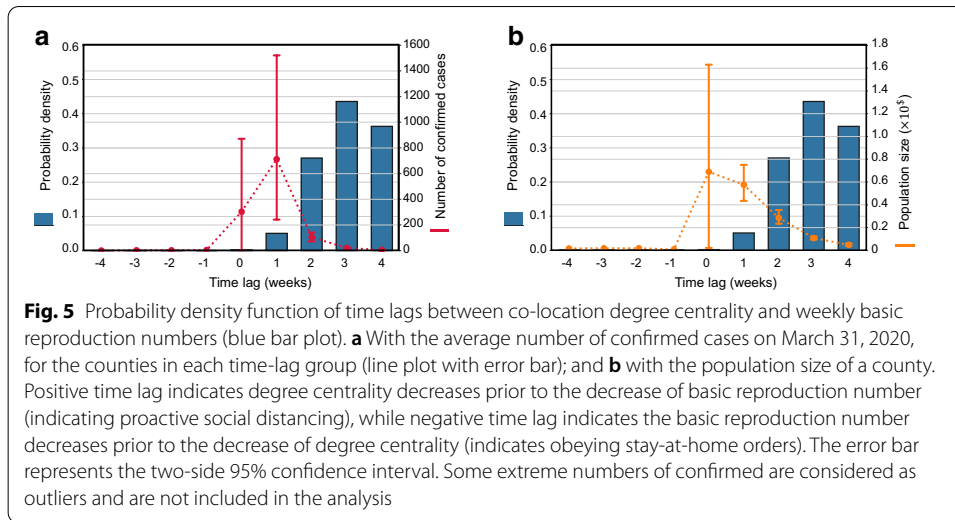 a
b
0.6
0.5
0.4
0.3
0.2
0.1
0.0
Probability density
1600
1400
1200
1000
800
600
400
200
0
Number of confirmed cases
-4 -3 -2 -1 0 1 2 3 4
Time lag (weeks)
0.6
0.5
0.4
0.3
0.2
0.1
0.0
Probability density
1.8
1.6
1.4
1.2
1.0
0.8
0.6
0.4
0.2
0
Population size (×10$)
-4 -3 -2 -1 0 1 2 3 4
Time lag (weeks)
Fig. 5 Probability density function of time lags between co-location degree centrality and weekly basic
reproduction numbers (blue bar plot). a With the average number of confirmed cases on March 31, 2020,
for the counties in each time-lag group (line plot with error bar); and b with the population size of a county.
Positive time lag indicates degree centrality decreases prior to the decrease of basic reproduction number
(indicating proactive social distancing), while negative time lag indicates the basic reproduction number
decreases prior to the decrease of degree centrality (indicates obeying stay-at-home orders). The error bar
represents the two-side 95% confidence interval. Some extreme numbers of confirmed are considered as
outliers and are not included in the analysis